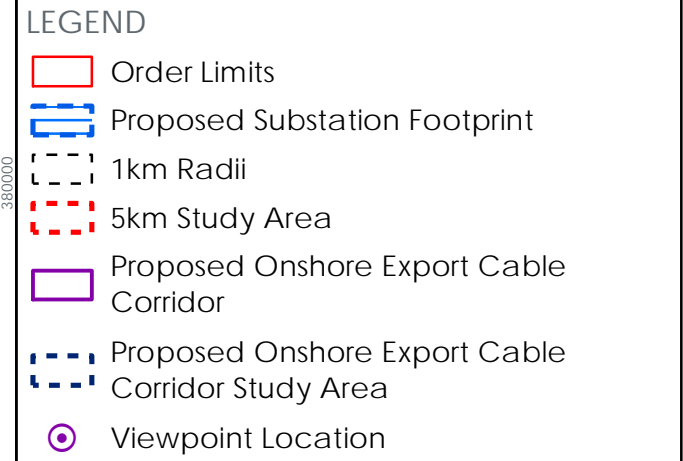 LEGEND
Order Limits
Proposed Substation Footprint
1km Radii
5km Study Area
Proposed Onshore Export Cable
Corridor
Proposed Onshore Export Cable
Corridor Study Area
Viewpoint Location
380000